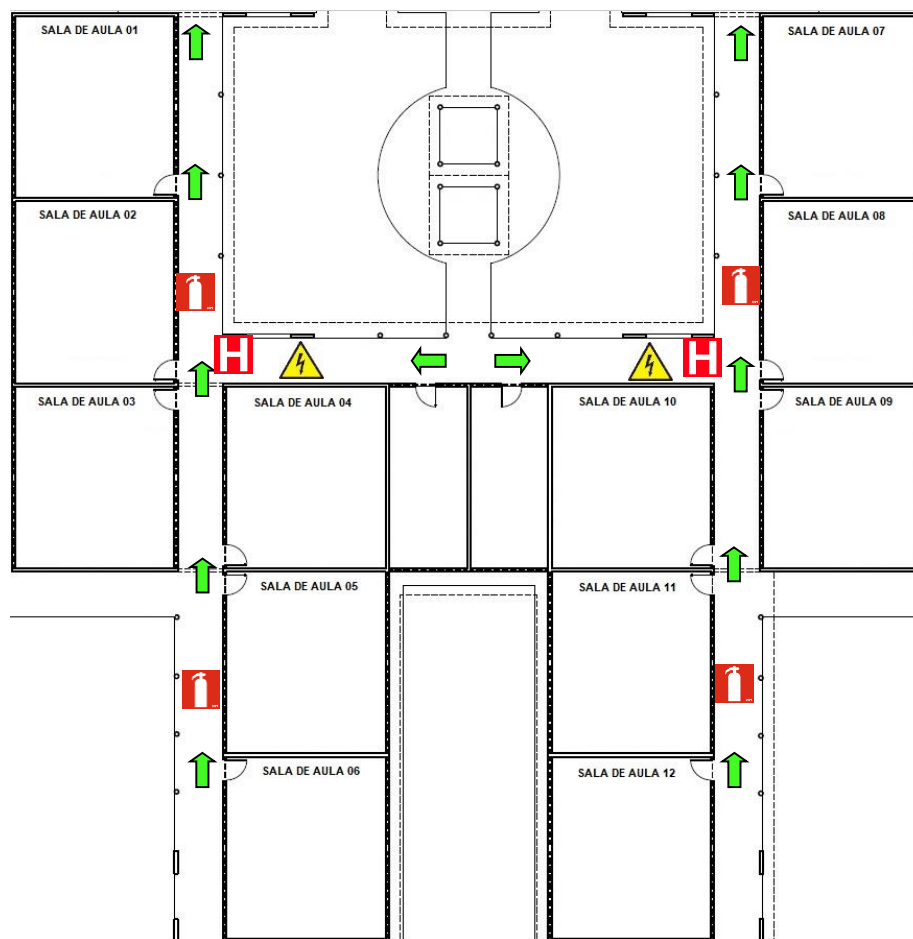 SALA DE AULA 01
SALA DE AULA 07
SALA DE AULA 02
SALA DE AULA 08
H
H
SALA DE AULA 03
SALA DE AULA 04
SALA DE AULA 10
SALA DE AULA 09
SALA DE AULA 05
SALA DE AULA 11
SALA DE AULA 06
SALA DE AULA 12